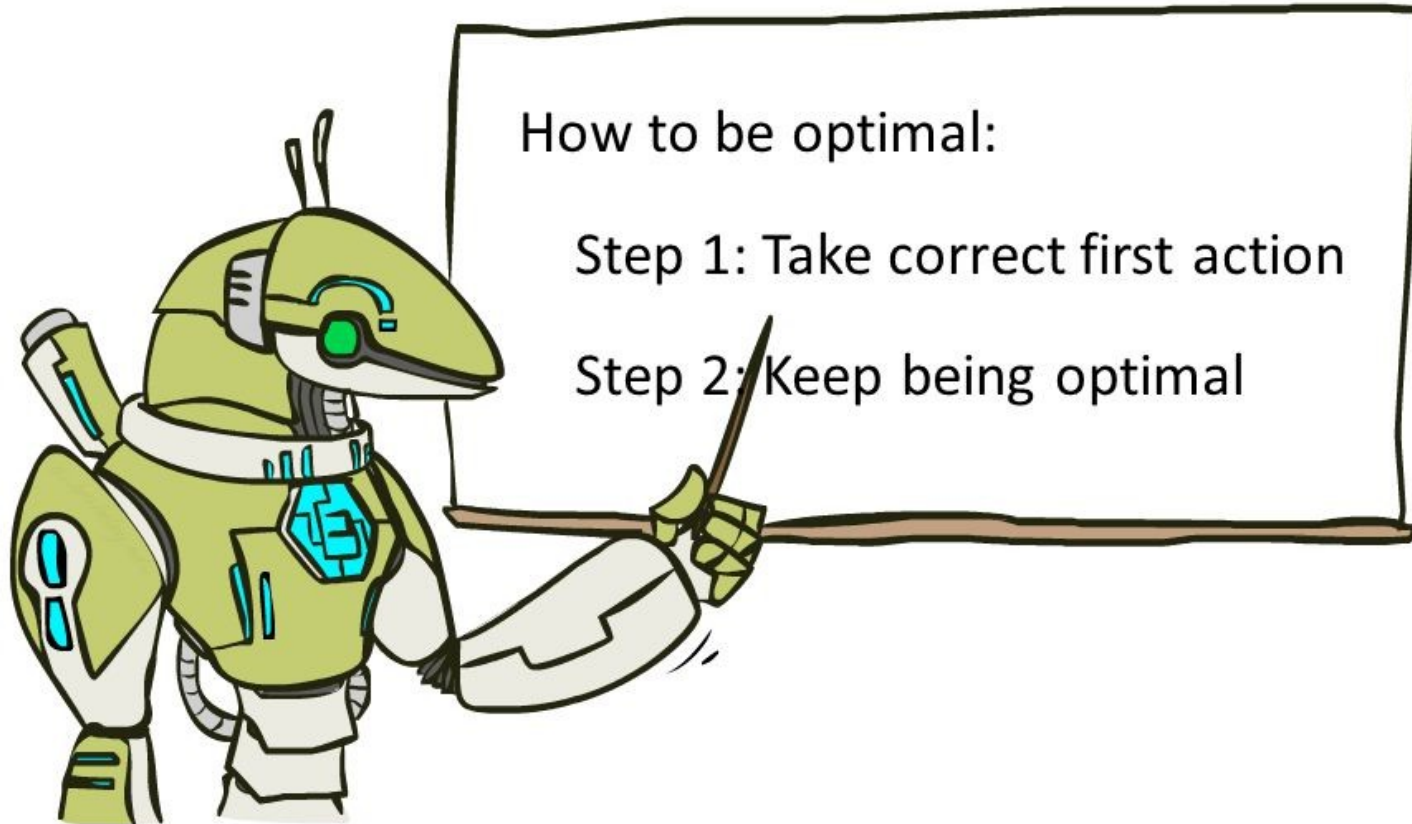 How to be optimal:
Step 1: Take correct first action
Step 2: Keep being optimal